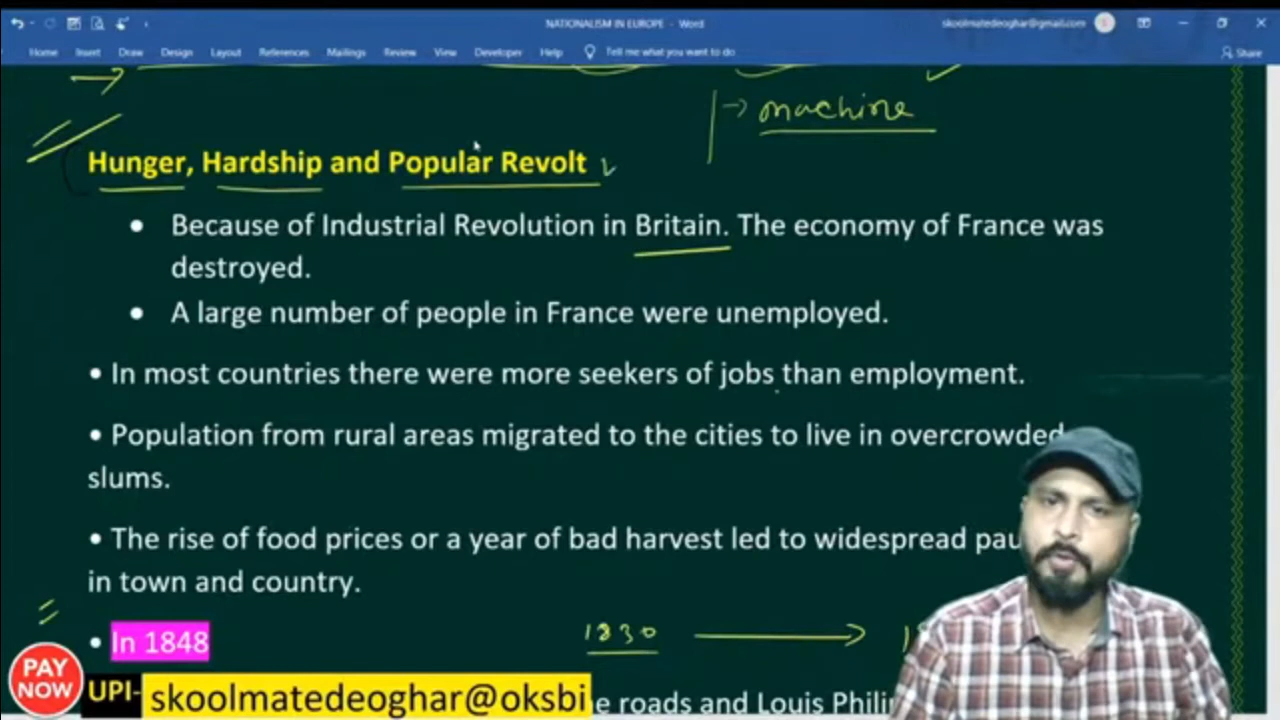 NATIONALISM IN EUROPE - Word
skoolmatedeoghar@gmail.com
Home Insert Draw Design Layout References Mailings Review View Developer Help Tell me what you want to do Share
machine
Hunger, Hardship and Popular Revolt
• Because of Industrial Revolution in Britain. The economy of France was
destroyed.
• A large number of people in France were unemployed.
• In most countries there were more seekers of jobs than employment.
• Population from rural areas migrated to the cities to live in overcrowded
slums.
• The rise of food prices or a year of bad harvest led to widespread
in town and country.
• In 1848
1830
PAY
NOW
UPI- skoolmatedeoghar@oksbi
roads and Louis